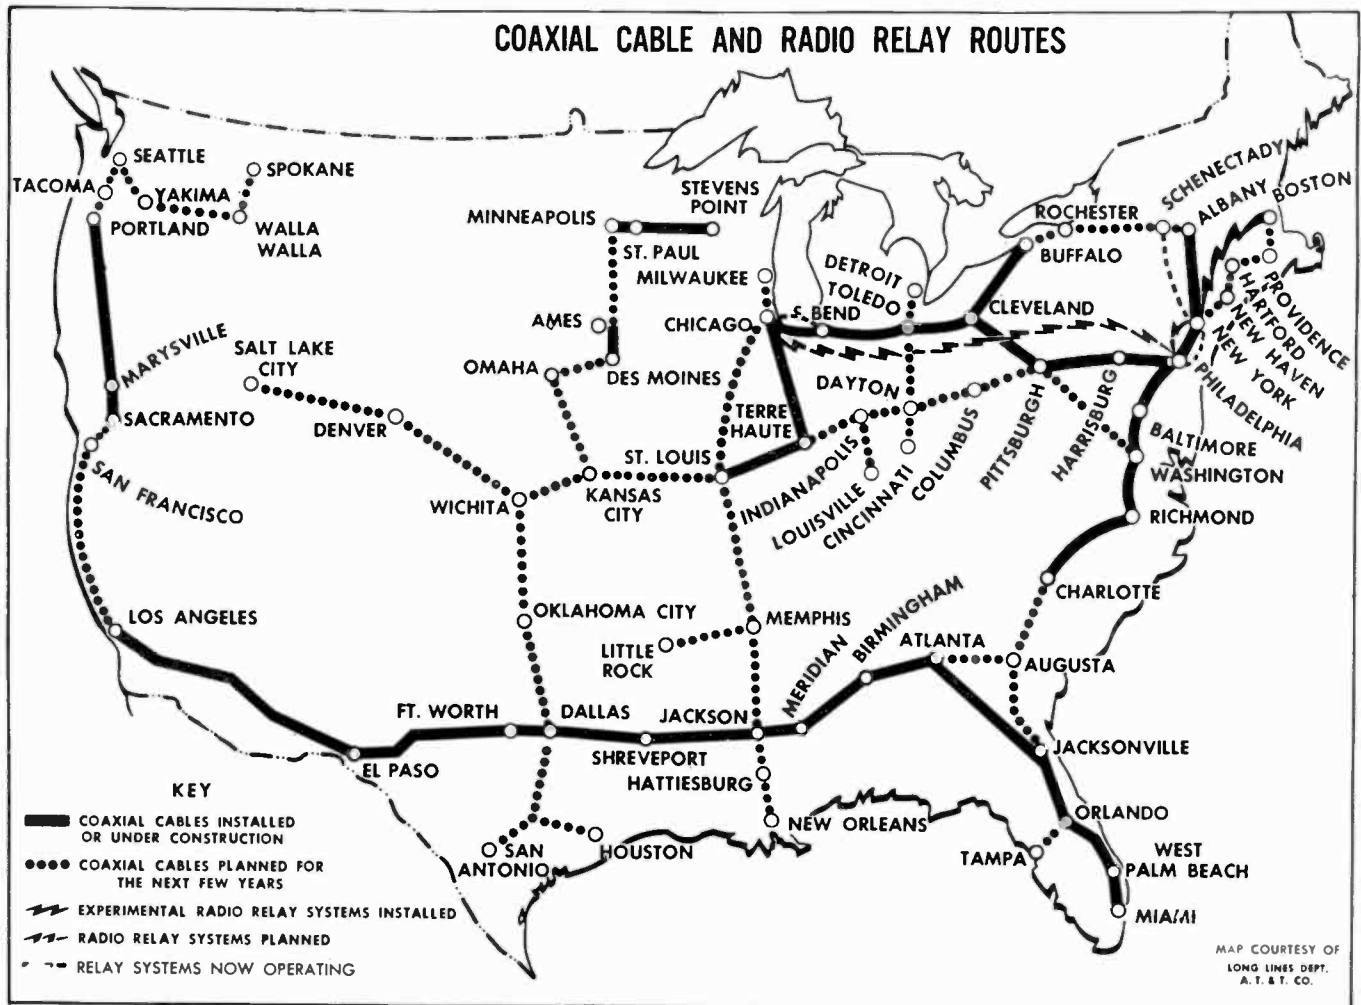 COAXIAL CABLE AND RADIO RELAY ROUTES
SEATTLE
SPOKANE
TACOMA
YAKIMA
PORTLAND
WALLA
WALLA
STEVENS
POINT
MINNEAPOLIS
ST. PAUL
MILWAUKEE
DETROIT
TOLEDO
ROCHESTER
BUFFALO
SCHENECTADY
ALBANY
BOSTON
PROVIDENCE
HARTFORD
NEW HAVEN
NEW YORK
PHILADELPHIA
AMES
CHICAGO
S. BEND
CLEVELAND
MARYSVILLE
SALT LAKE
CITY
OMAHA
DES MOINES
DAYTON
SACRAMENTO
DENVER
TERRE
HAUTE
ST. LOUIS
INDIANAPOLIS
LOUISVILLE
CINCINNATI
COLUMBUS
PITTSBURGH
HARRISBURG
BALTIMORE
WASHINGTON
SAN FRANCISCO
WICHITA
KANSAS
CITY
RICHMOND
CHARLOTTE
LOS ANGELES
OKLAHOMA CITY
MEMPHIS
LITTLE
ROCK
MERIDIAN
BIRMINGHAM
ATLANTA
AUGUSTA
FT. WORTH
DALLAS
JACKSON
SHREVEPORT
HATTIESBURG
JACKSONVILLE
EL PASO
ORLANDO
NEW ORLEANS
TAMPA
WEST
PALM BEACH
MIAMI
SAN
ANTONIO
HOUSTON
KEY
COAXIAL CABLES INSTALLED
OR UNDER CONSTRUCTION
COAXIAL CABLES PLANNED FOR
THE NEXT FEW YEARS
EXPERIMENTAL RADIO RELAY SYSTEMS INSTALLED
RADIO RELAY SYSTEMS PLANNED
RELAY SYSTEMS NOW OPERATING
MAP COURTESY OF
LONG LINES DEPT.
A. T. & T. CO.